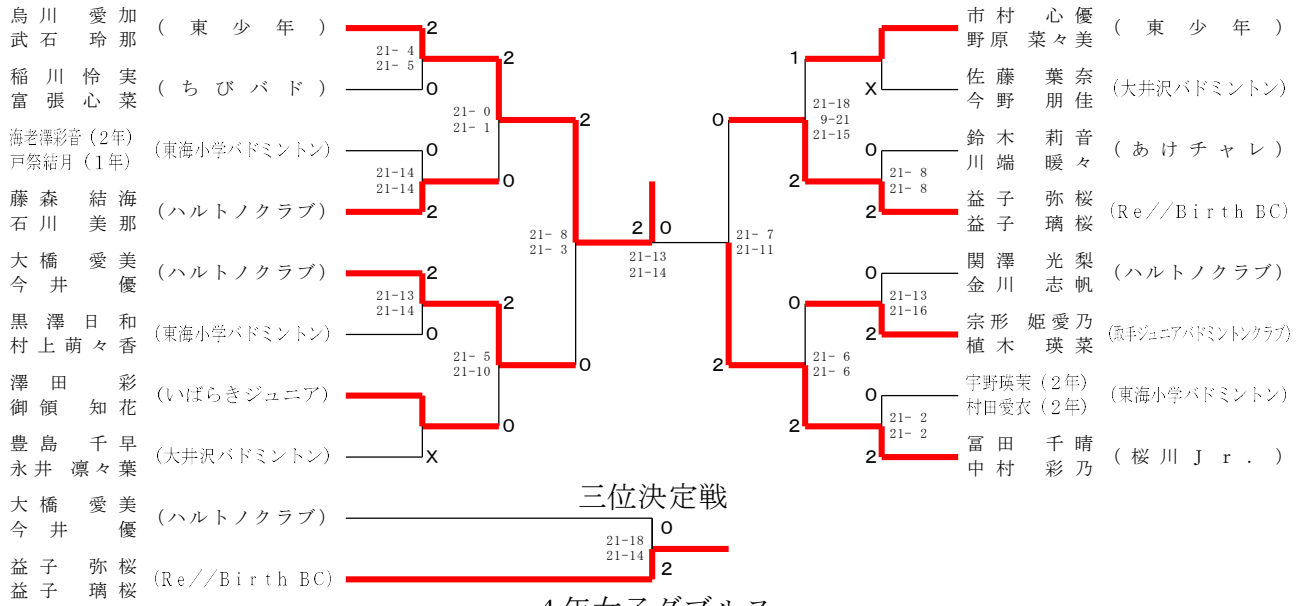 烏川 愛加
武石 玲那
(東少年)
2
21- 4
21- 5
稲川怜実
富張心菜
(ちびバド)
0
2
21- 0
21- 1
海老澤彩音（2年）
戸祭結月（1年）
(東海小学バドミントン)
0
21-14
21-14
藤森 結海
石川 美那
(ハルトノクラブ)
2
0
2
21- 8
21- 3
大橋 愛美
今井 優
(ハルトノクラブ)
2
21-13
21-14
黒澤日和
村上萌々香
(東海小学バドミントン)
0
2
21- 5
21-10
0
澤田 彩
御領 知花
(いばらきジュニア)
豊島 千早
永井 凛々葉
(大井沢バドミントン)
X
0
2 0
21-13
21-14
市村 心優
野原 菜々美
(東少年)
1
佐藤 葉奈
今野 朋佳
(大井沢バドミントン)
X
21-18
9-21
21-15
0
鈴木 莉音
川端 暖々
(あけチャレ)
0
21- 8
21- 8
益子 弥桜
益子 璃桜
(Re//Birth BC)
2
2
21- 7
21-11
関澤 光梨
金川 志帆
(ハルトノクラブ)
0
21-13
21-16
宗形 姫愛乃
植木 瑛菜
(取手ジュニアバドミントンクラブ)
2
0
21- 6
21- 6
2
宇野瑛茉（2年）
村田愛衣（2年）
(東海小学バドミントン)
0
21- 2
21- 2
冨田 千晴
中村 彩乃
(桜川Jr.)
2
2
三位決定戦
大橋 愛美
今井 優
(ハルトノクラブ)
0
21-18
21-14
益子 弥桜
益子 璃桜
(Re//Birth BC)
2
4年女子ダブルス